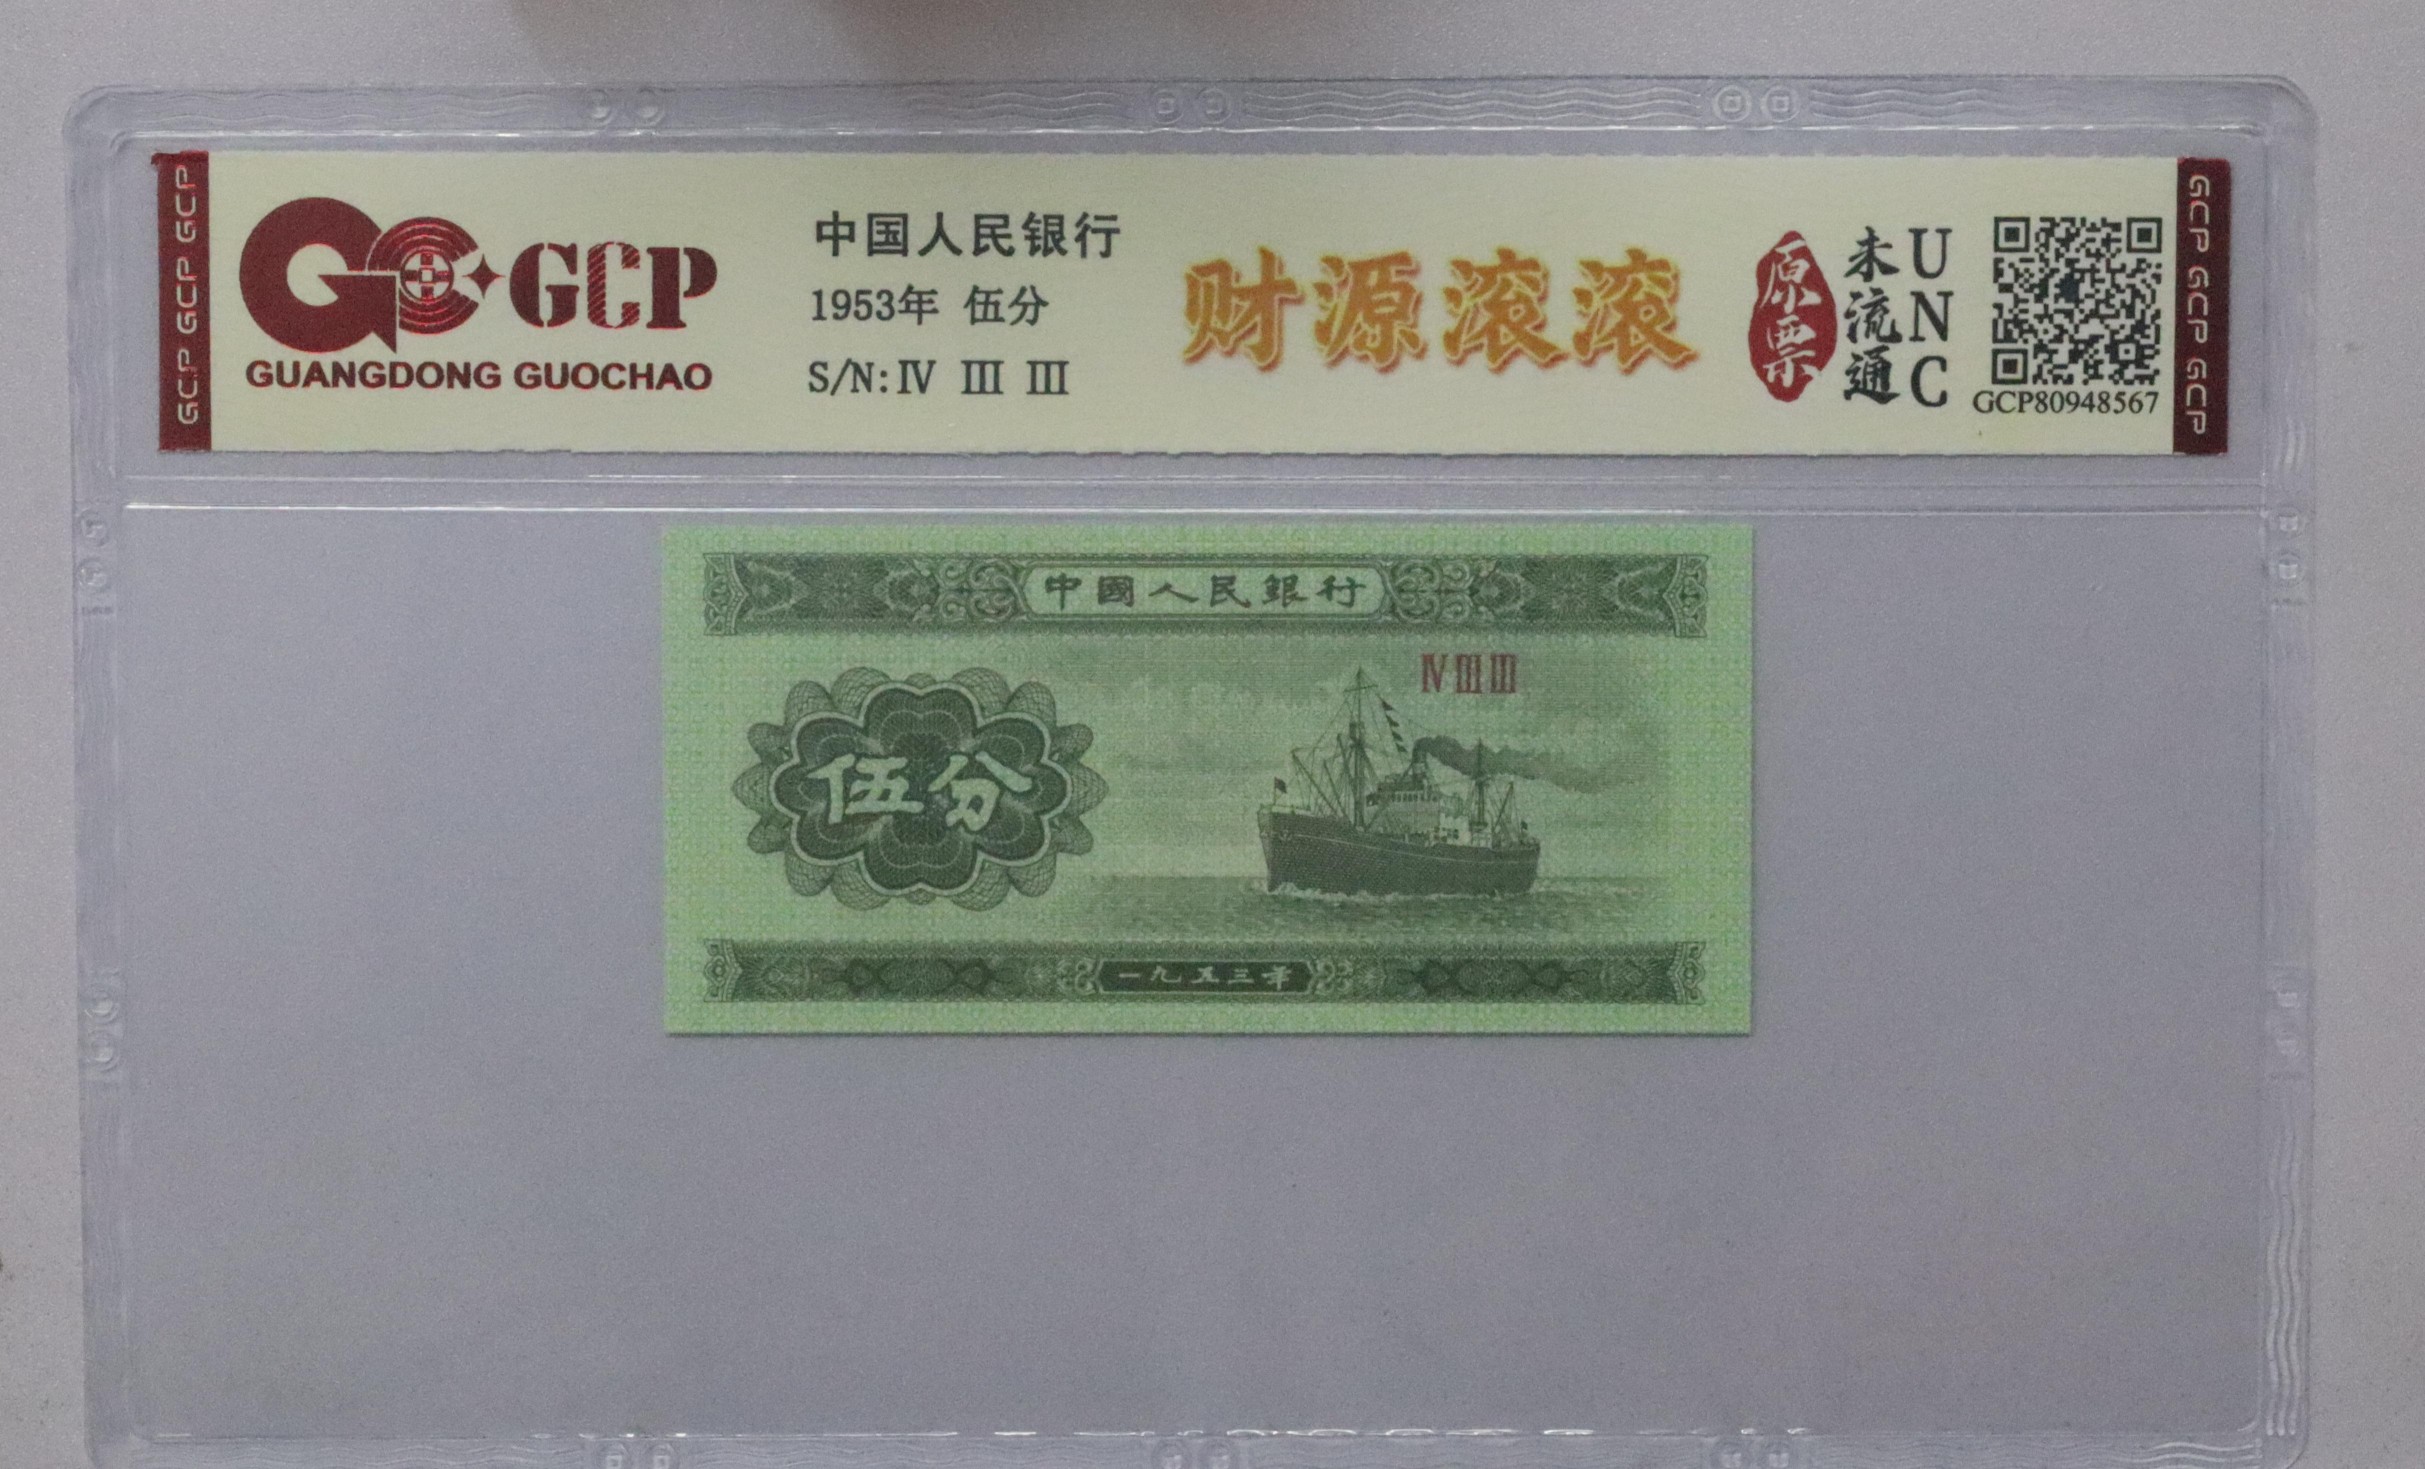 GCP GCP GCP
GCP
GUANGDONG GUOCHAO
中国人民银行
1953年 伍分
S/N:Ⅳ Ⅲ Ⅲ
财源滚滚
原票
未流通
UNC
GCP80948567
GCP GCP GCP
中國人民銀行
Ⅳ Ⅲ Ⅲ
伍分
一九五三年